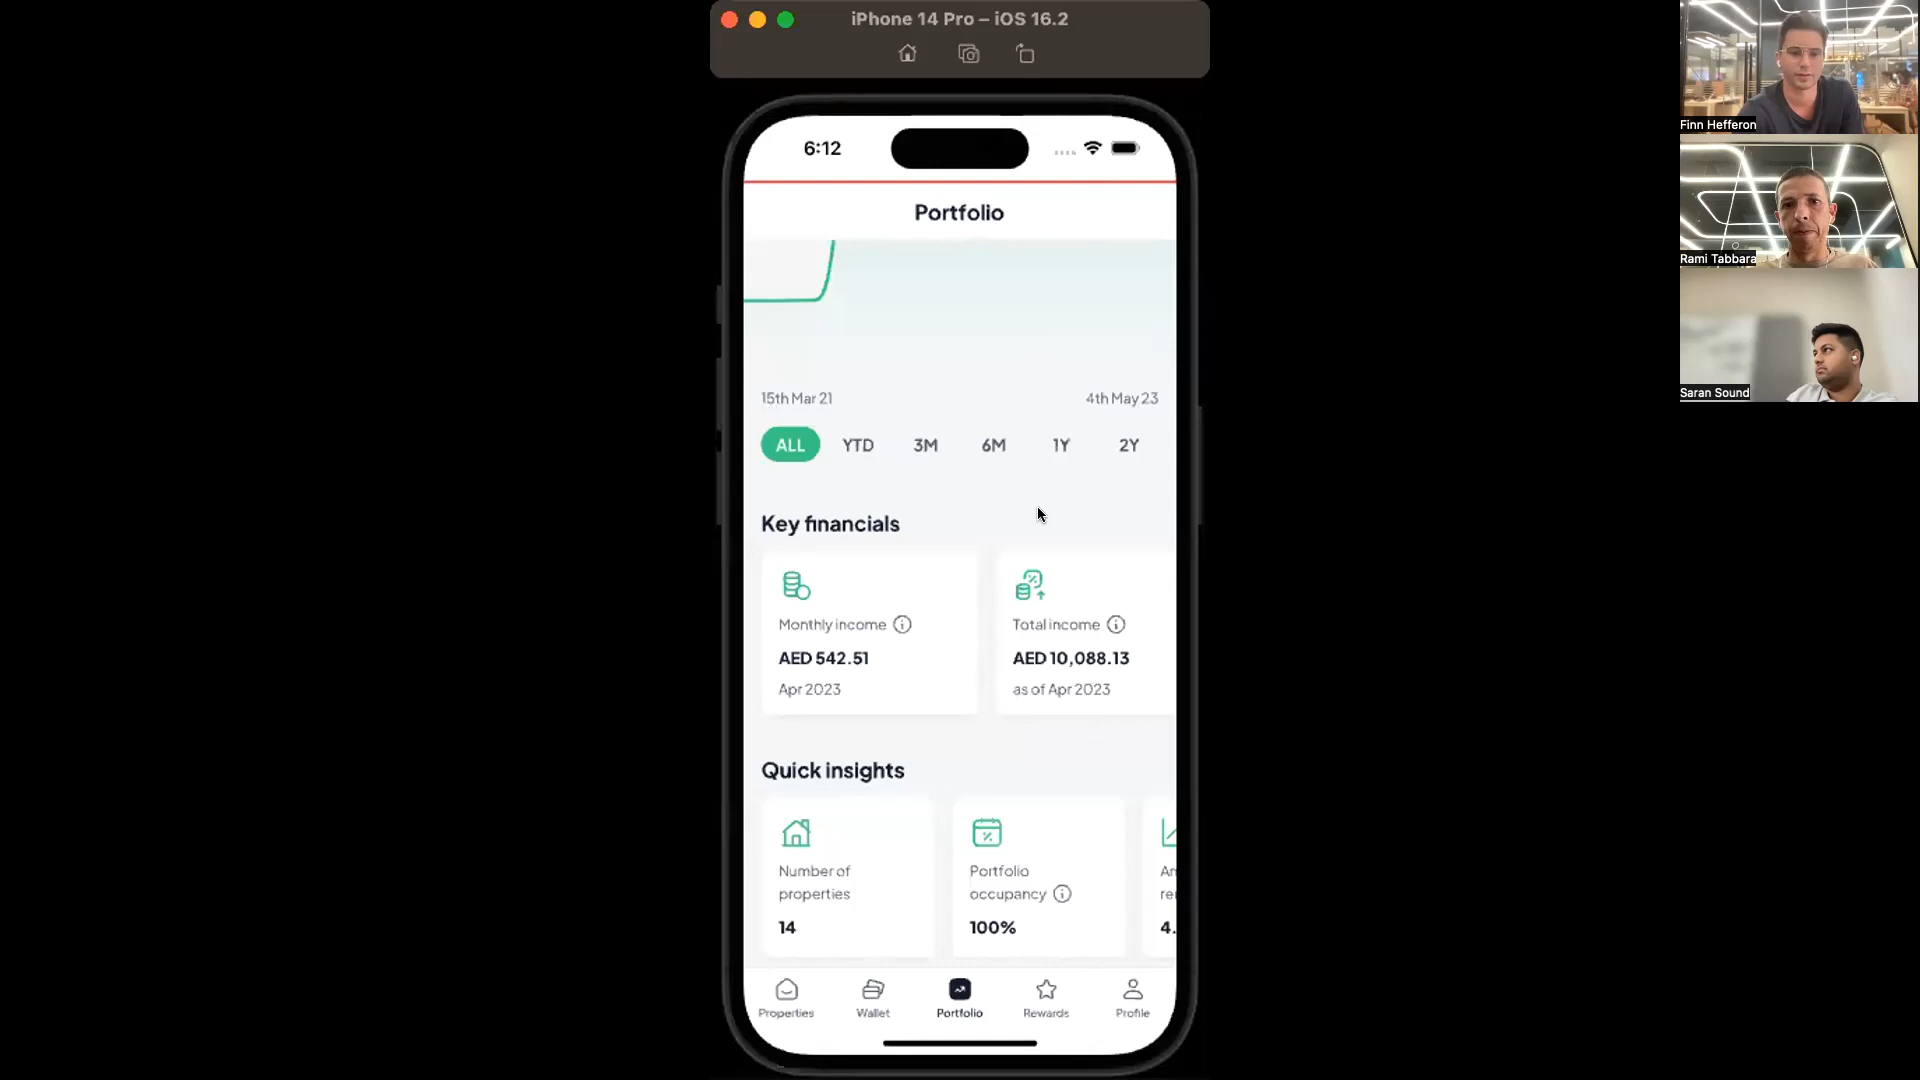 iPhone 14 Pro – iOS 16.2
6:12
Portfolio
15th Mar 21
4th May 23
ALL
YTD
3M
6M
1Y
2Y
Key financials
Monthly income
AED 542.51
Apr 2023
Total income
AED 10,088.13
as of Apr 2023
Quick insights
Number of
properties
14
Portfolio
occupancy
100%
An
re
4.
Properties
Wallet
Portfolio
Rewards
Profile
Finn Hefferon
Rami Tabbara
Saran Sound